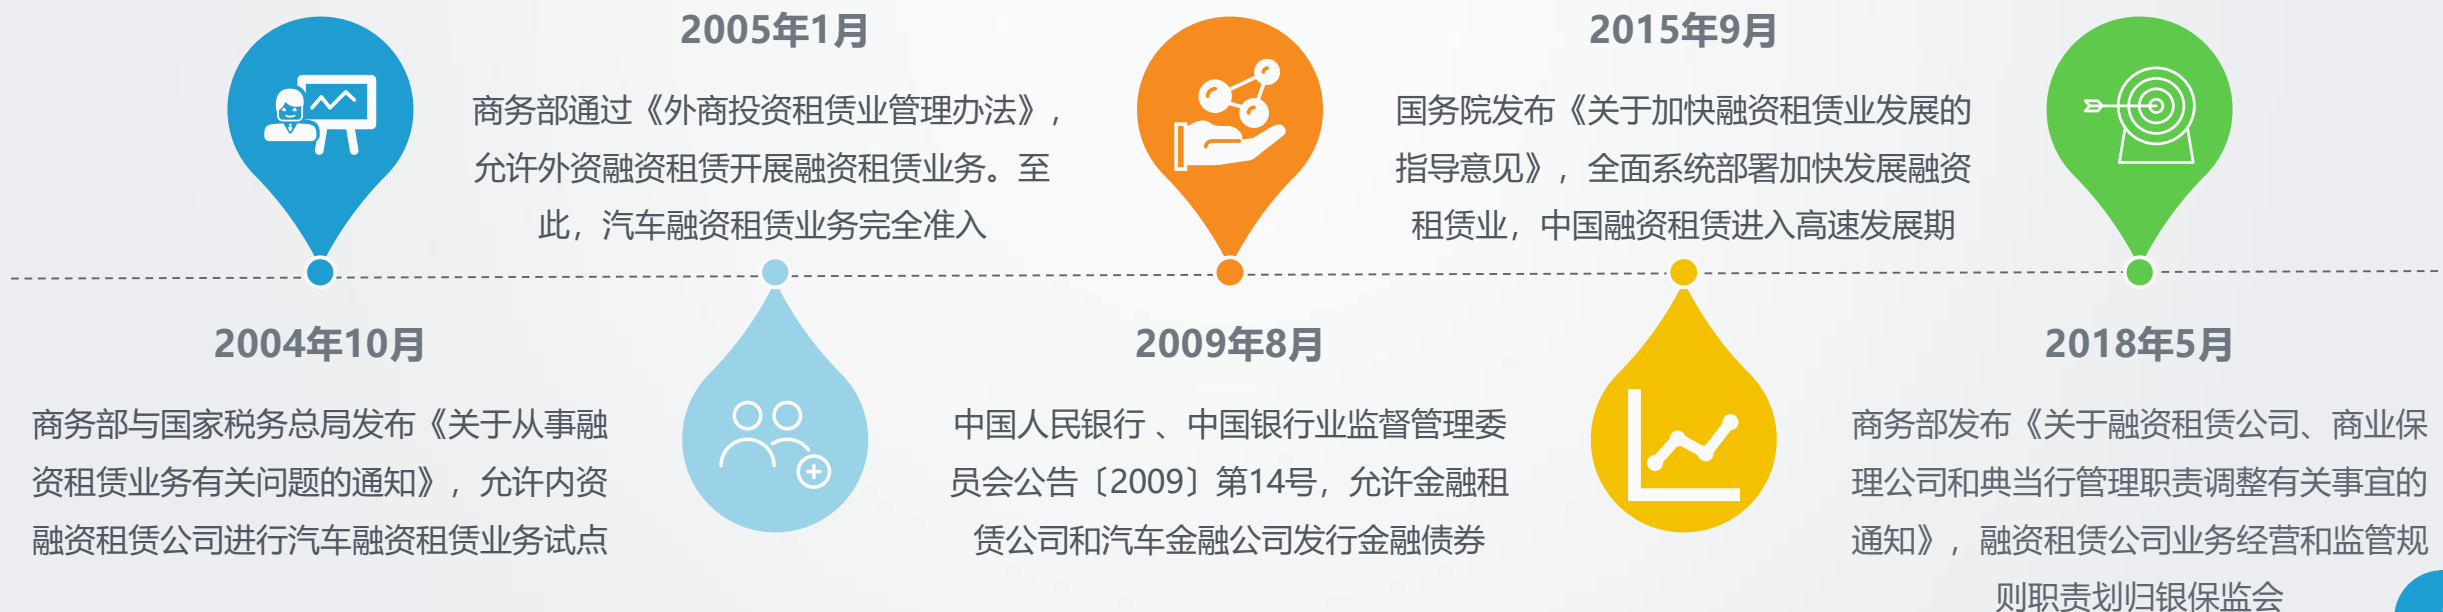 2004年10月
商务部与国家税务总局发布《关于从事融
资租赁业务有关问题的通知》，允许内资
融资租赁公司进行汽车融资租赁业务试点
2005年1月
商务部通过《外商投资租赁业管理办法》，
允许外资融资租赁开展融资租赁业务。至
此，汽车融资租赁业务完全准入
2009年8月
中国人民银行 、中国银行业监督管理委
员会公告〔2009〕第14号，允许金融租
赁公司和汽车金融公司发行金融债券
2015年9月
国务院发布《关于加快融资租赁业发展的
指导意见》，全面系统部署加快发展融资
租赁业，中国融资租赁进入高速发展期
2018年5月
商务部发布《关于融资租赁公司、商业保
理公司和典当行管理职责调整有关事宜的
通知》，融资租赁公司业务经营和监管规
则职责划归银保监会